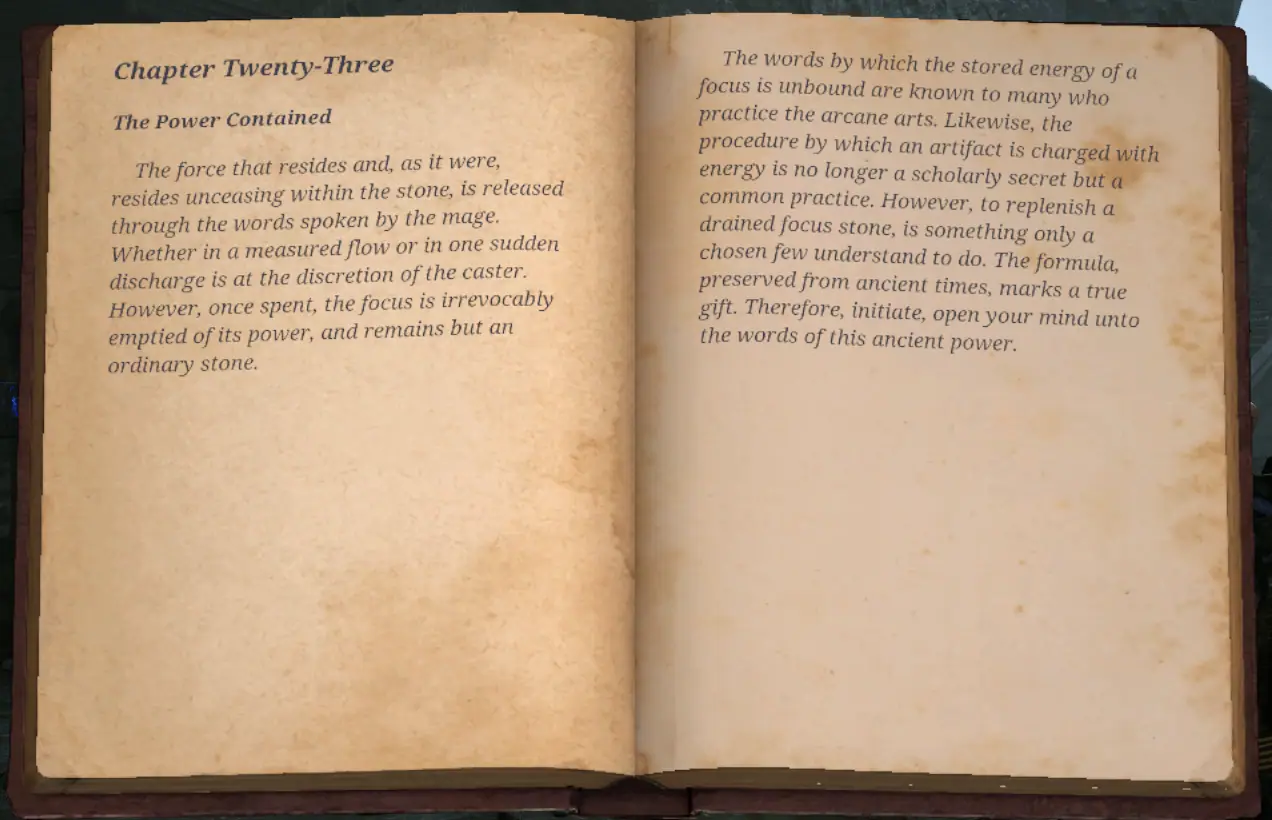 Chapter Twenty-Three
The Power Contained
The force that resides and, as it were,
resides unceasing within the stone, is released
through the words spoken by the mage.
Whether in a measured flow or in one sudden
discharge is at the discretion of the caster.
However, once spent, the focus is irrevocably
emptied of its power, and remains but an
ordinary stone.
The words by which the stored energy of a
focus is unbound are known to many who
practice the arcane arts. Likewise, the
procedure by which an artifact is charged with
energy is no longer a scholarly secret but a
common practice. However, to replenish a
drained focus stone, is something only a
chosen few understand to do. The formula,
preserved from ancient times, marks a true
gift. Therefore, initiate, open your mind unto
the words of this ancient power.